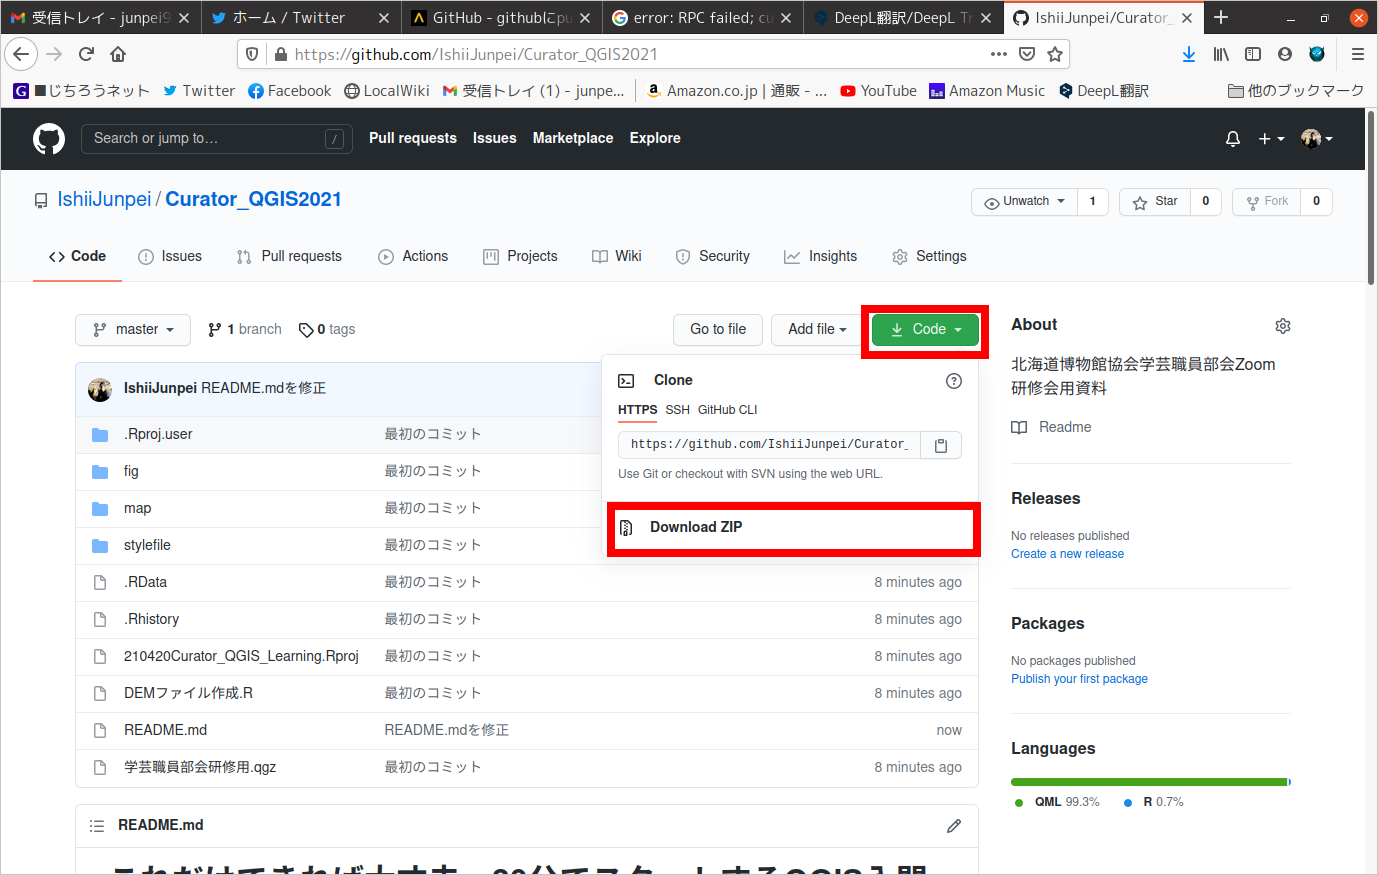 受信トレイ - junpei9
ホーム / Twitter
GitHub - githubにpu
error: RPC failed; cu
DeepL翻訳/DeepL Tr
IshiiJunpei/Curator_
https://github.com/IshiiJunpei/Curator_QGIS2021
■じちろうネット
Twitter
Facebook
LocalWiki
受信トレイ (1) - junpe...
Amazon.co.jp | 通販 - ...
YouTube
Amazon Music
DeepL翻訳
他のブックマーク
Search or jump to…
/
Pull requests
Issues
Marketplace
Explore
IshiiJunpei / Curator_QGIS2021
Unwatch 1
Star 0
Fork 0
Code
Issues
Pull requests
Actions
Projects
Wiki
Security
Insights
Settings
master
1 branch
0 tags
Go to file
Add file
Code
IshiiJunpei README.mdを修正
Clone
HTTPS SSH GitHub CLI
https://github.com/IshiiJunpei/Curator_
Use Git or checkout with SVN using the web URL.
Download ZIP
.Rproj.user 最初のコミット
fig 最初のコミット
map 最初のコミット
stylefile 最初のコミット
.RData 最初のコミット 8 minutes ago
.Rhistory 最初のコミット 8 minutes ago
210420Curator_QGIS_Learning.Rproj 最初のコミット 8 minutes ago
DEMファイル作成.R 最初のコミット 8 minutes ago
README.md README.mdを修正 now
学芸職員部会研修用.qgz 最初のコミット 8 minutes ago
README.md
About
北海道博物館協会学芸職員部会Zoom
研修会用資料
Readme
Releases
No releases published
Create a new release
Packages
No packages published
Publish your first package
Languages
QML 99.3%
R 0.7%